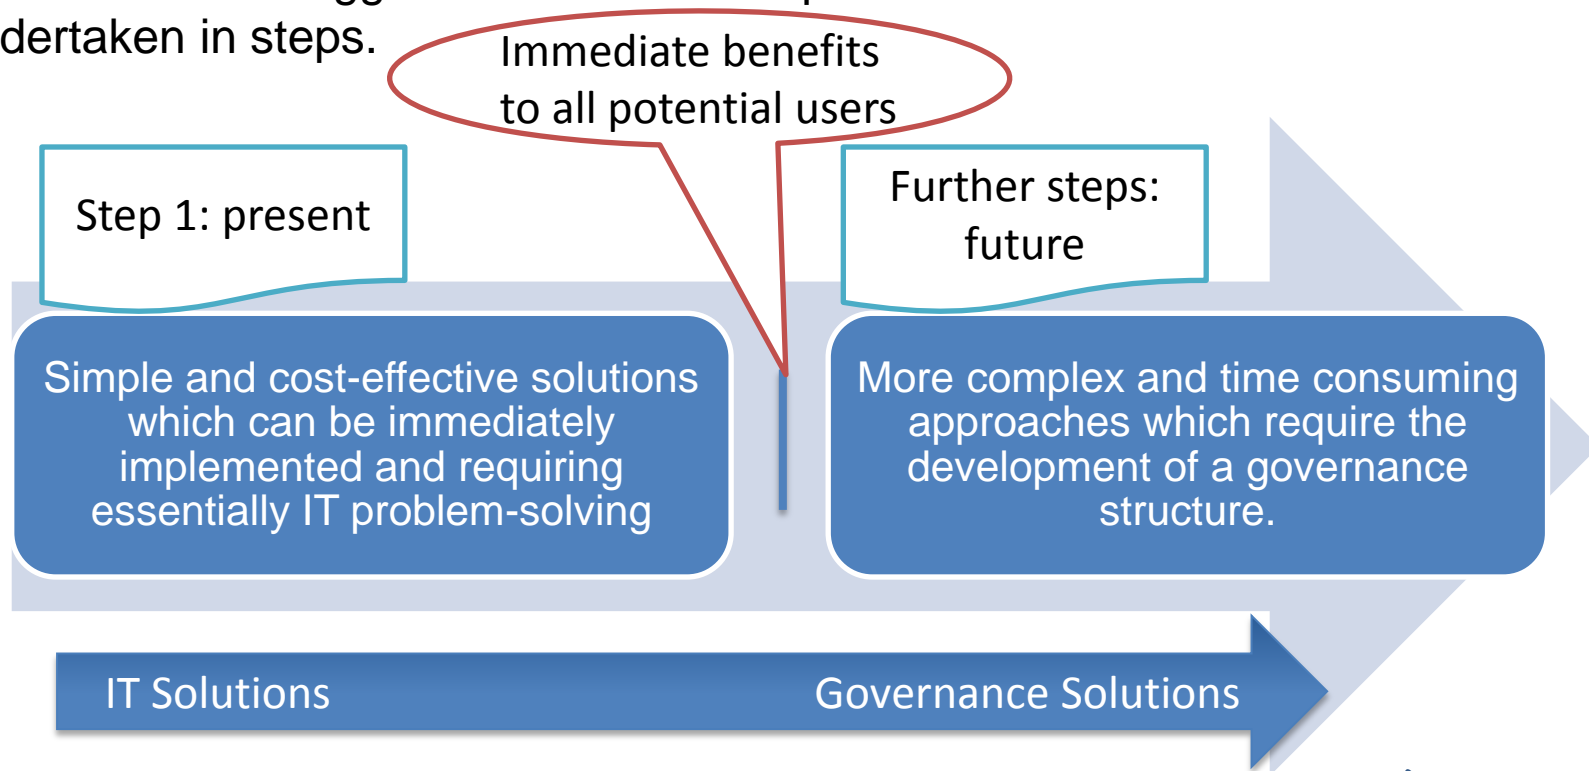 dertaken in steps.
Immediate benefits
to all potential users
Step 1: present
Further steps:
future
Simple and cost-effective solutions
which can be immediately
implemented and requiring
essentially IT problem-solving
More complex and time consuming
approaches which require the
development of a governance
structure.
IT Solutions
Governance Solutions